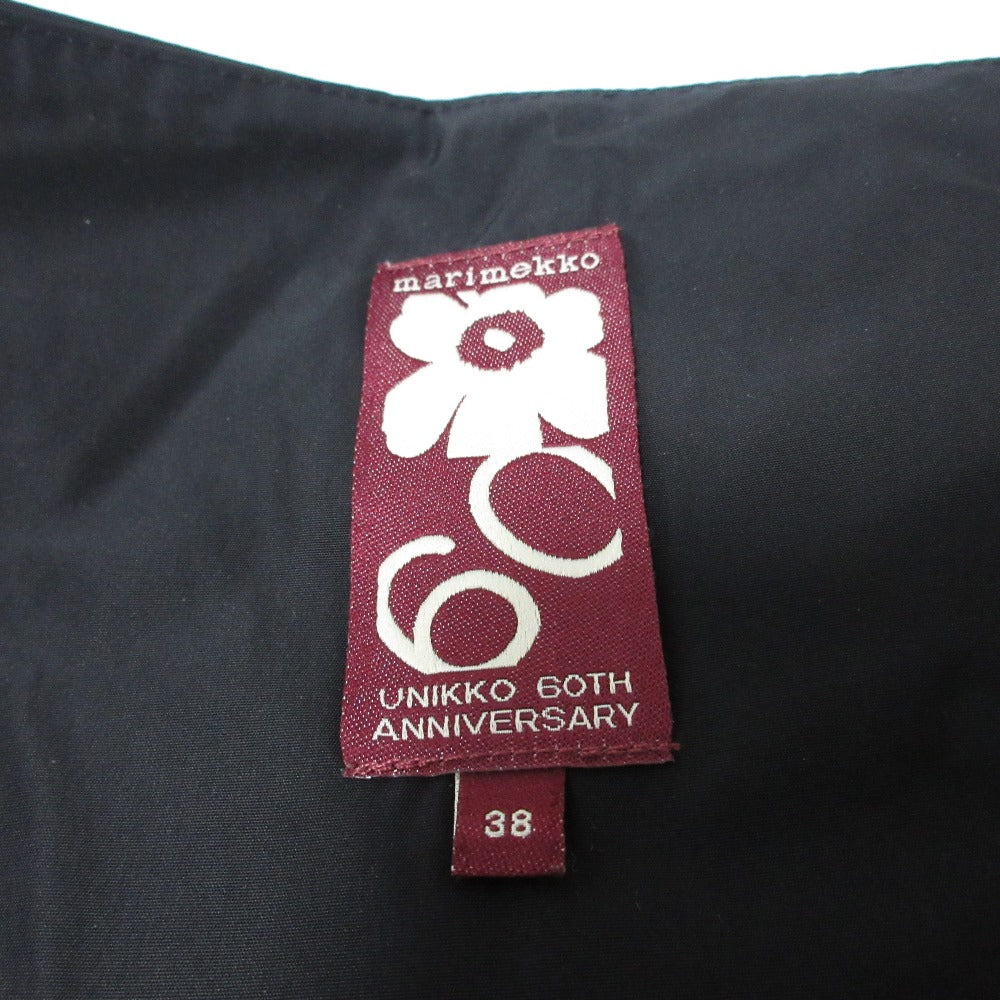 marimekko
60
UNIKKO 60TH
ANNIVERSARY
38